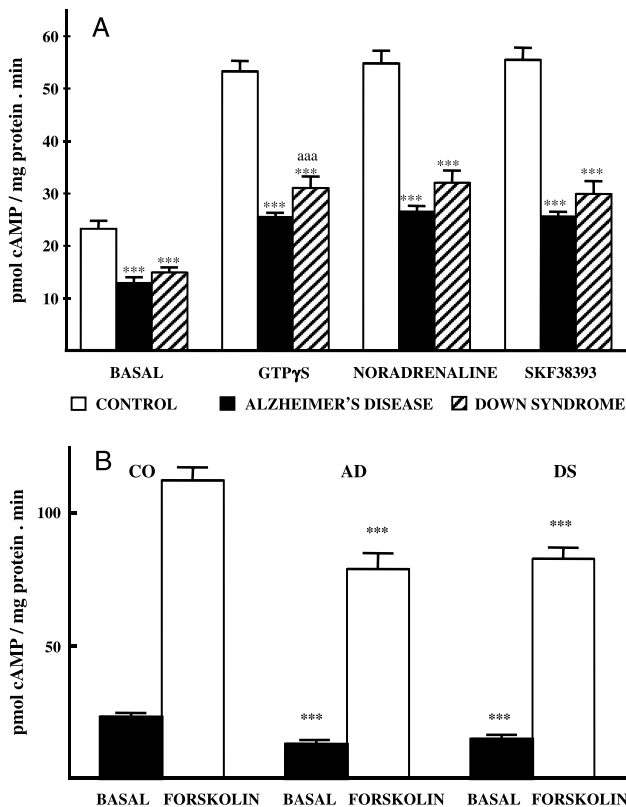 A
pmol cAMP / mg protein . min
60
50
40
30
20
10
*** ***
*** aaa ***
*** ***
*** ***
BASAL GTPγS NORADRENALINE SKF38393
CONTROL ALZHEIMER'S DISEASE DOWN SYNDROME
B
pmol cAMP / mg protein . min
CO AD DS
100
50
*** ***
*** ***
BASAL FORSKOLIN BASAL FORSKOLIN BASAL FORSKOLIN